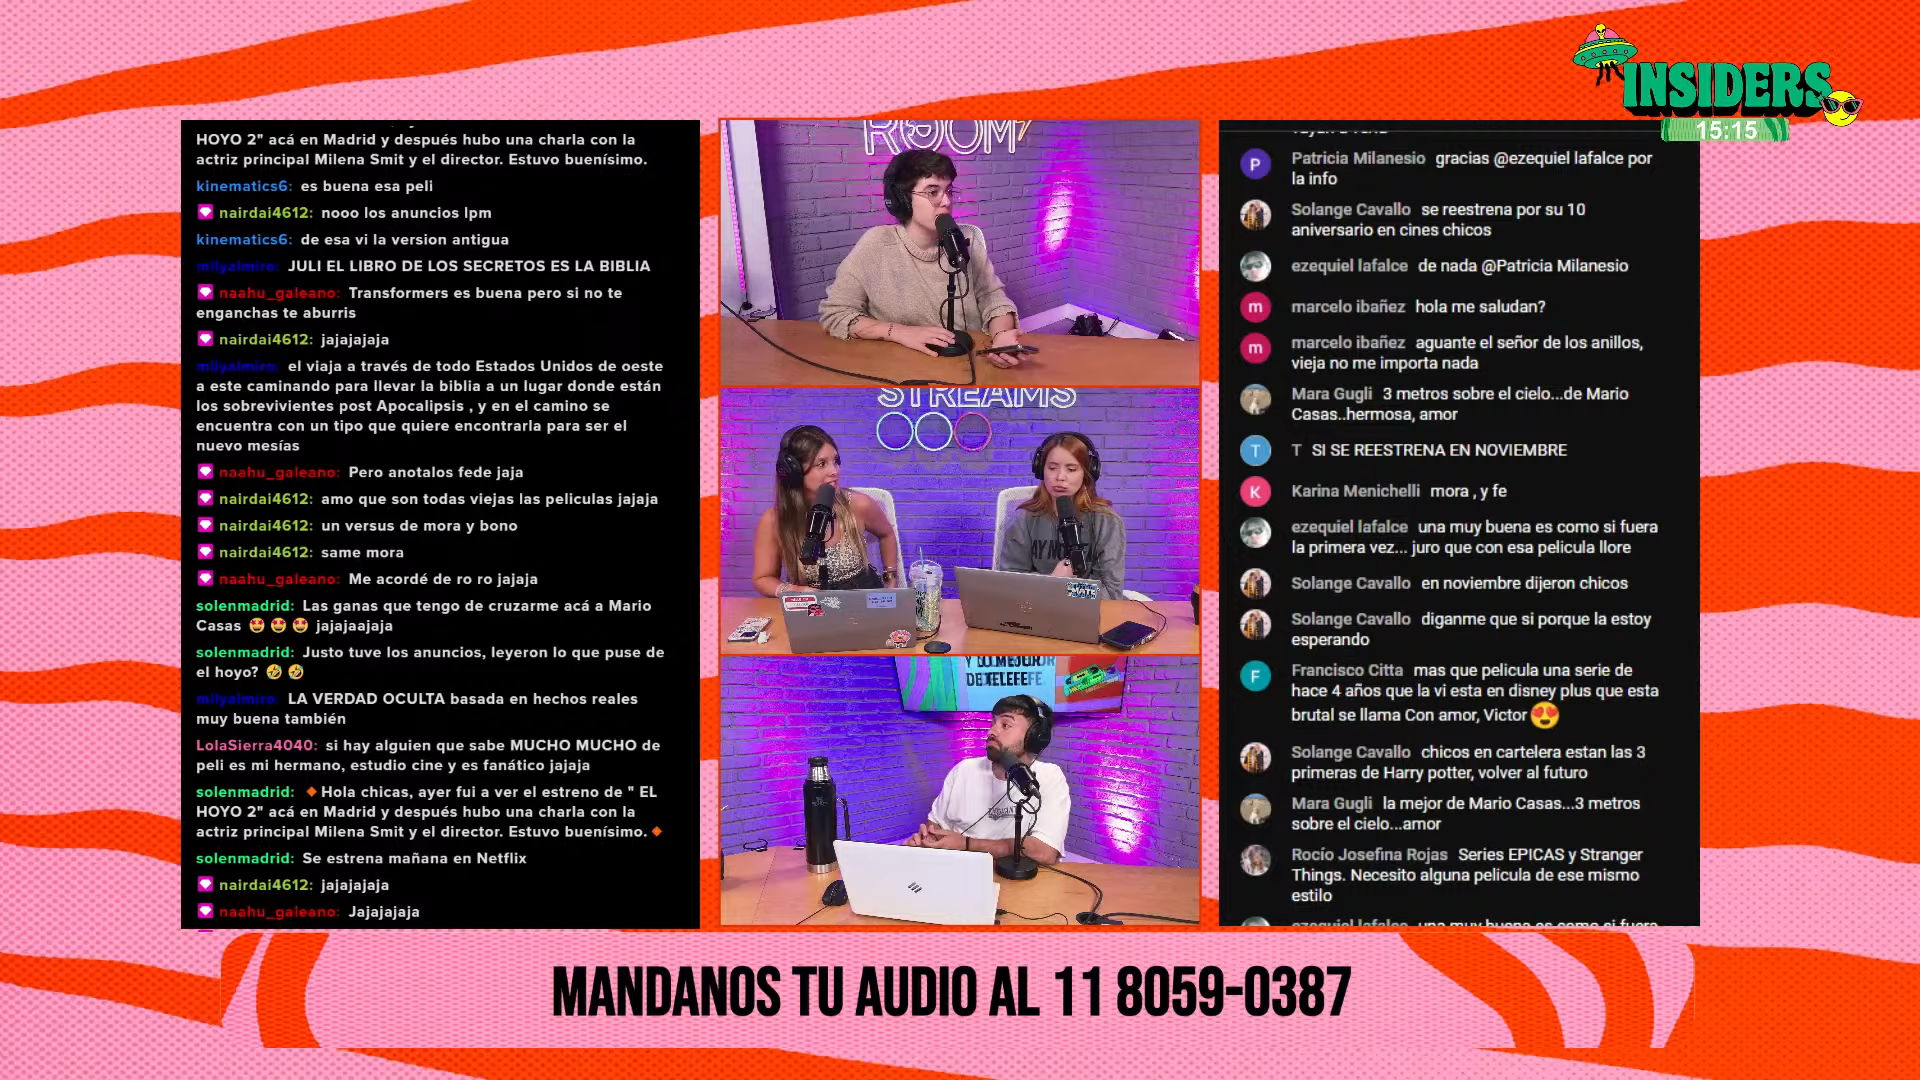 INSIDERS
15:15
HOYO 2" acá en Madrid y después hubo una charla con la
actriz principal Milena Smit y el director. Estuvo buenísimo.
kinematics6: es buena esa peli
nairdai4612: nooo los anuncios lpm
kinematics6: de esa vi la version antigua
milyalmiro: JULI EL LIBRO DE LOS SECRETOS ES LA BIBLIA
naahu_galeano: Transformers es buena pero si no te
enganchas te aburris
nairdai4612: jajajajaja
milyalmiro: el viaja a través de todo Estados Unidos de oeste
a este caminando para llevar la biblia a un lugar donde están
los sobrevivientes post Apocalipsis , y en el camino se
encuentra con un tipo que quiere encontrarla para ser el
nuevo mesías
naahu_galeano: Pero anotalos fede jaja
nairdai4612: amo que son todas viejas las peliculas jajaja
nairdai4612: un versus de mora y bono
nairdai4612: same mora
naahu_galeano: Me acordé de ro ro jajaja
solenmadrid: Las ganas que tengo de cruzarme acá a Mario
Casas 🤩 🤩 🤩 jajajaajaja
solenmadrid: Justo tuve los anuncios, leyeron lo que puse de
el hoyo? 🤣 🤣
milyalmiro: LA VERDAD OCULTA basada en hechos reales
muy buena también
LolaSierra4040: si hay alguien que sabe MUCHO MUCHO de
peli es mi hermano, estudio cine y es fanático jajaja
solenmadrid: 🔸Hola chicas, ayer fui a ver el estreno de " EL
HOYO 2" acá en Madrid y después hubo una charla con la
actriz principal Milena Smit y el director. Estuvo buenísimo.🔸
solenmadrid: Se estrena mañana en Netflix
nairdai4612: jajajajaja
naahu_galeano: Jajajajaja
ROOM
STREAMS
Y LO MEJOR
DE TELEFE
P Patricia Milanesio gracias @ezequiel lafalce por
la info
Solange Cavallo se reestrena por su 10
aniversario en cines chicos
ezequiel lafalce de nada @Patricia Milanesio
m marcelo ibañez hola me saludan?
m marcelo ibañez aguante el señor de los anillos,
vieja no me importa nada
Mara Gugli 3 metros sobre el cielo...de Mario
Casas..hermosa, amor
T T SI SE REESTRENA EN NOVIEMBRE
K Karina Menichelli mora , y fe
ezequiel lafalce una muy buena es como si fuera
la primera vez... juro que con esa pelicula llore
Solange Cavallo en noviembre dijeron chicos
Solange Cavallo diganme que si porque la estoy
esperando
F Francisco Citta mas que pelicula una serie de
hace 4 años que la vi esta en disney plus que esta
brutal se llama Con amor, Victor😍
Solange Cavallo chicos en cartelera estan las 3
primeras de Harry potter, volver al futuro
Mara Gugli la mejor de Mario Casas...3 metros
sobre el cielo...amor
Rocío Josefina Rojas Series EPICAS y Stranger
Things. Necesito alguna pelicula de ese mismo
estilo
ezequiel lafalce una muy buena es como si fuera
MANDANOS TU AUDIO AL 11 8059-0387